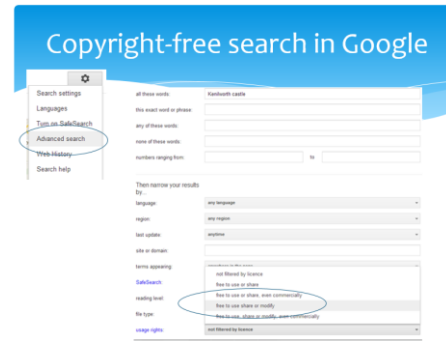 Copyright-free search in Google
Search settings
Languages
Turn on SafeSearch
Advanced search
Web History
Search help
all these words: Kenilworth castle
this exact word or phrase:
any of these words:
none of these words:
numbers ranging from: to
Then narrow your results
by...
language: any language
region: any region
last update: anytime
site or domain:
terms appearing:
not filtered by licence
SafeSearch: free to use or share
reading level: free to use or share, even commercially
free to use share or modify
file type: free to use, share or modify, even commercially
usage rights: not filtered by licence